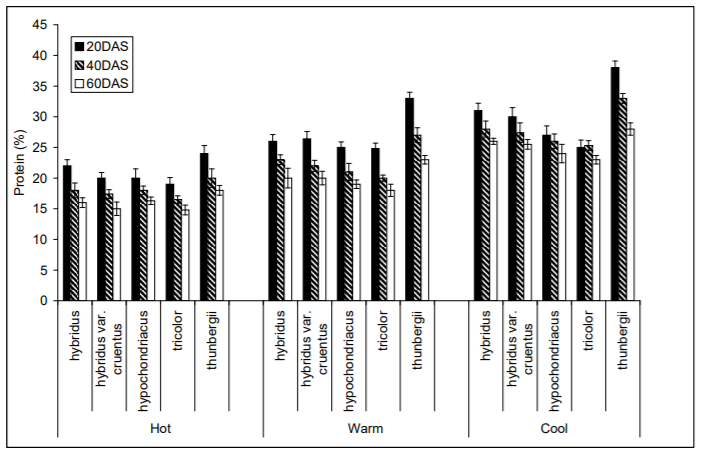 45
40
35
30
25
20
15
10
5
0
Protein (%)
20DAS
40DAS
60DAS
hybridus
hybridus var.
cruentus
hypochondriacus
tricolor
thunbergii
hybridus
hybridus var.
cruentus
hypochondriacus
tricolor
thunbergii
hybridus
hybridus var.
cruentus
hypochondriacus
tricolor
thunbergii
Hot
Warm
Cool